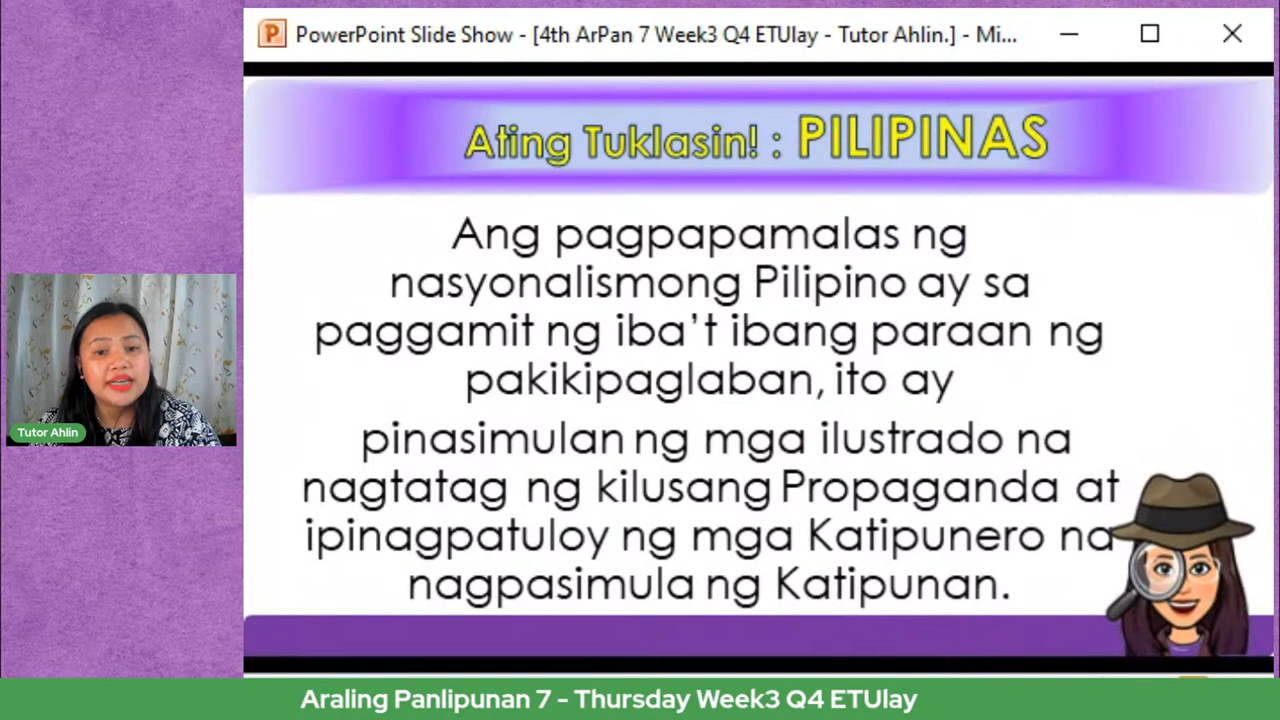 PowerPoint Slide Show - [4th ArPan 7 Week3 Q4 ETUlay - Tutor Ahlin.] - Mi...
Ating Tuklasin! : PILIPINAS
Ang pagpapamalas ng
nasyonalismong Pilipino ay sa
paggamit ng iba't ibang paraan ng
pakikipaglaban, ito ay
pinasimulan ng mga ilustrado na
nagtatag ng kilusang Propaganda at
ipinagpatuloy ng mga Katipunero na
nagpasimula ng Katipunan.
Tutor Ahlin
Araling Panlipunan 7 - Thursday Week3 Q4 ETUlay